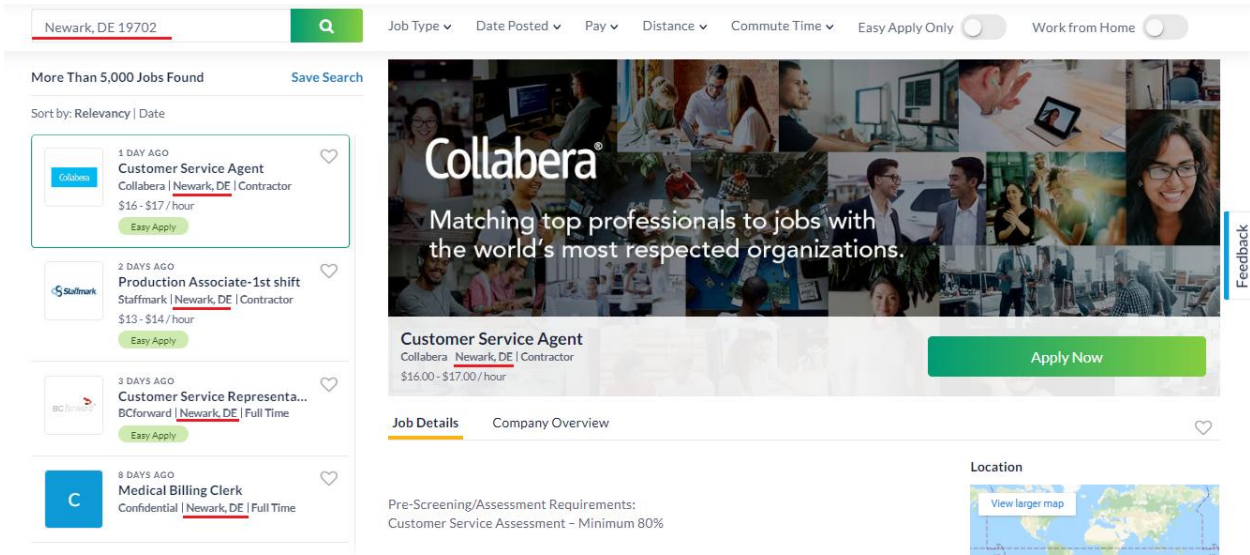 Newark, DE 19702
Job Type Date Posted Pay Distance Commute Time Easy Apply Only Work from Home
More Than 5,000 Jobs Found Save Search
Sort by: Relevancy | Date
Collabera
1 DAY AGO
Customer Service Agent
Collabera | Newark, DE | Contractor
$16 - $17 / hour
Easy Apply
Staffmark
2 DAYS AGO
Production Associate-1st shift
Staffmark | Newark, DE | Contractor
$13 - $14 / hour
Easy Apply
BCforward
3 DAYS AGO
Customer Service Representa...
BCforward | Newark, DE | Full Time
Easy Apply
C
8 DAYS AGO
Medical Billing Clerk
Confidential | Newark, DE | Full Time
Collabera®
Matching top professionals to jobs with
the world's most respected organizations.
Customer Service Agent
Collabera Newark, DE | Contractor
$16.00 - $17.00 / hour
Apply Now
Job Details Company Overview
Pre-Screening/Assessment Requirements:
Customer Service Assessment – Minimum 80%
Location
View larger map
Feedback